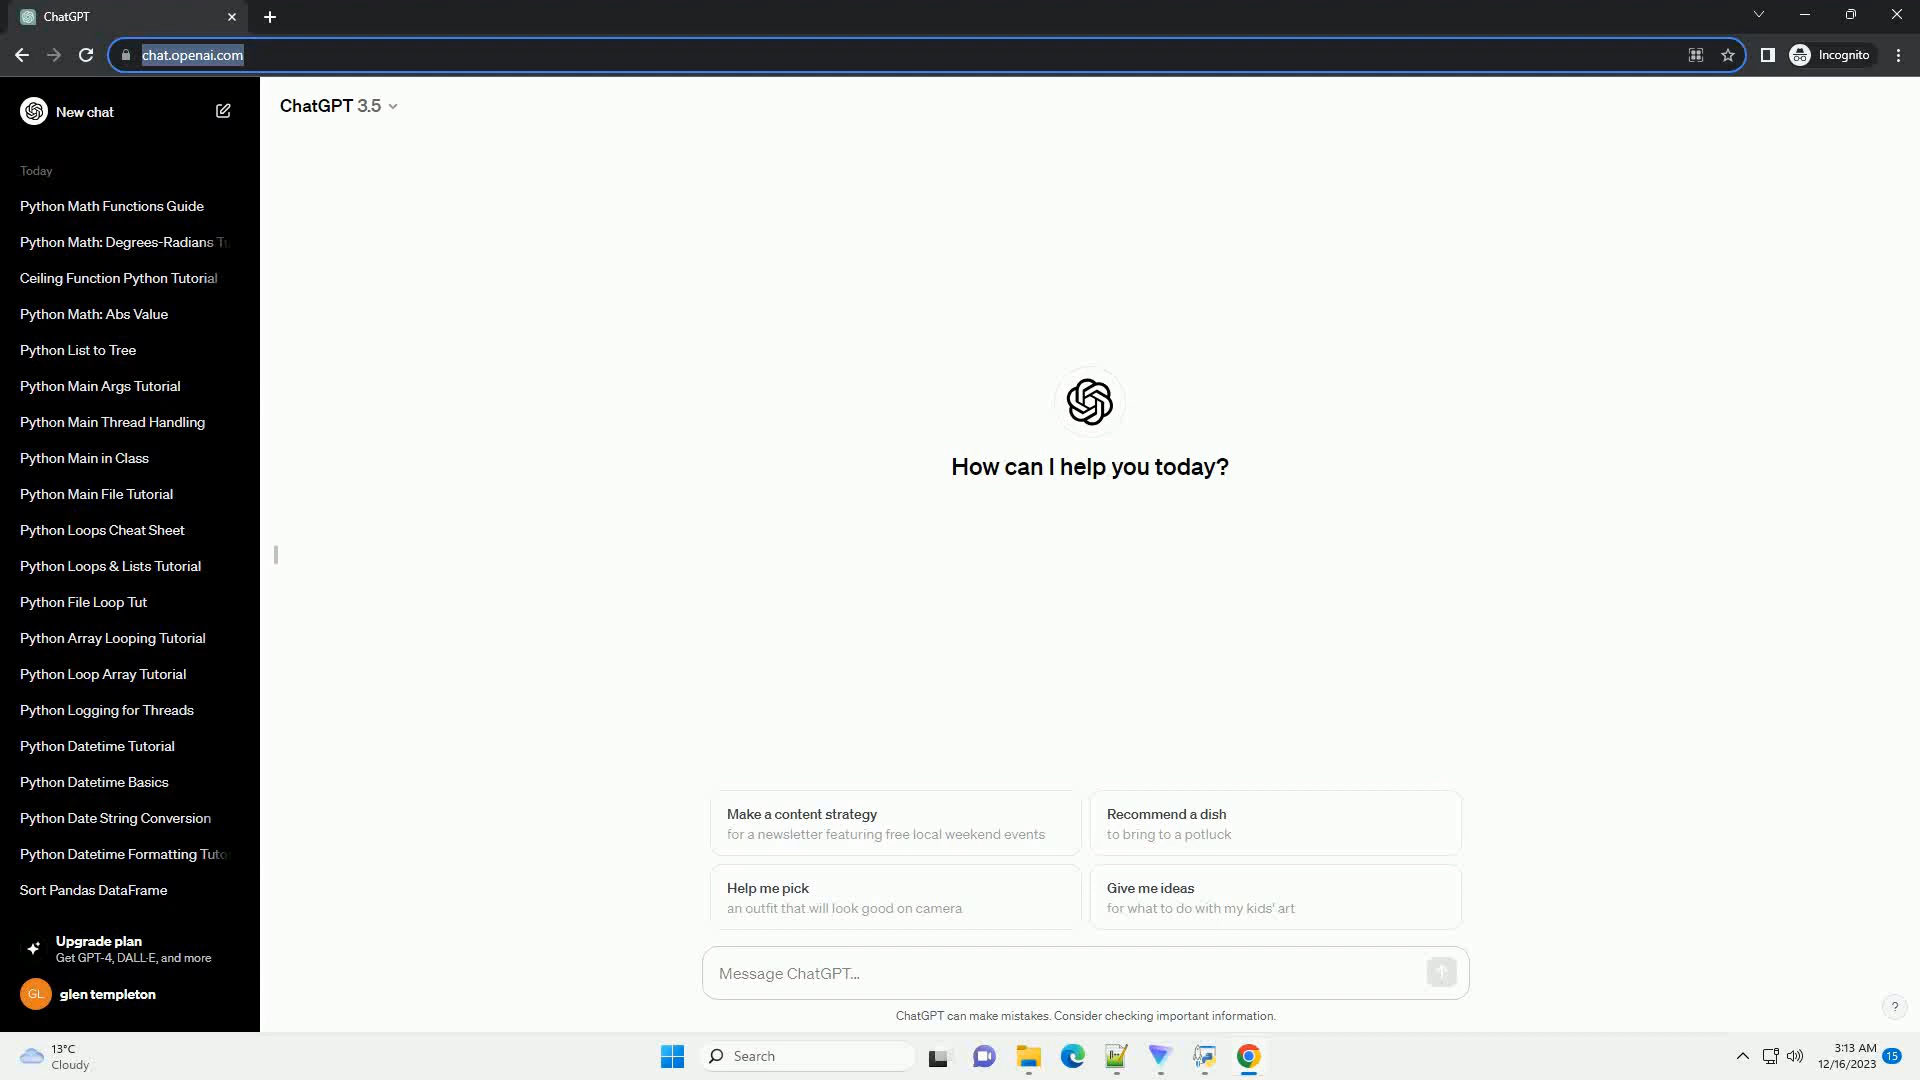 ChatGPT
chat.openai.com
Incognito
New chat
ChatGPT 3.5
Today
Python Math Functions Guide
Python Math: Degrees-Radians Tu
Ceiling Function Python Tutorial
Python Math: Abs Value
Python List to Tree
Python Main Args Tutorial
Python Main Thread Handling
Python Main in Class
Python Main File Tutorial
Python Loops Cheat Sheet
Python Loops & Lists Tutorial
Python File Loop Tut
Python Array Looping Tutorial
Python Loop Array Tutorial
Python Logging for Threads
Python Datetime Tutorial
Python Datetime Basics
Python Date String Conversion
Python Datetime Formatting Tuto
Sort Pandas DataFrame
Upgrade plan
Get GPT-4, DALL·E, and more
GL
glen templeton
How can I help you today?
Make a content strategy
for a newsletter featuring free local weekend events
Recommend a dish
to bring to a potluck
Help me pick
an outfit that will look good on camera
Give me ideas
for what to do with my kids' art
Message ChatGPT...
ChatGPT can make mistakes. Consider checking important information.
?
13°C
Cloudy
Search
3:13 AM
12/16/2023
15